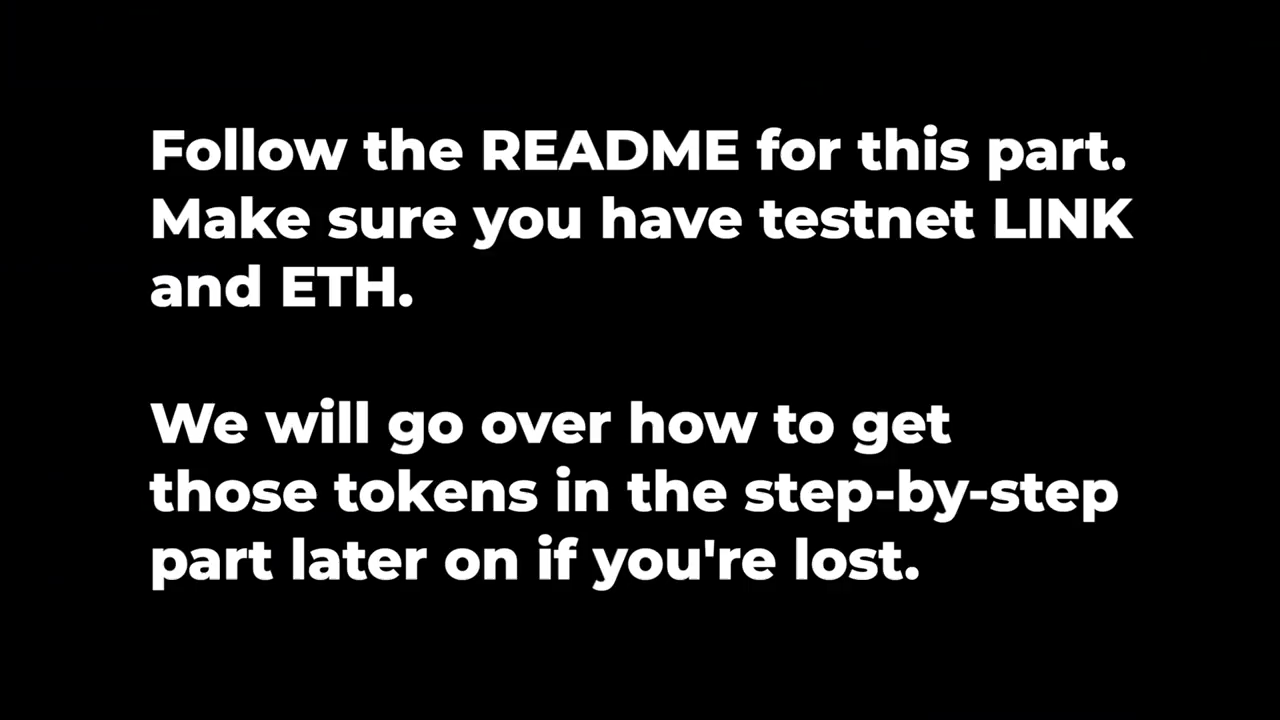 Follow the README for this part.
Make sure you have testnet LINK
and ETH.
We will go over how to get
those tokens in the step-by-step
part later on if you're lost.